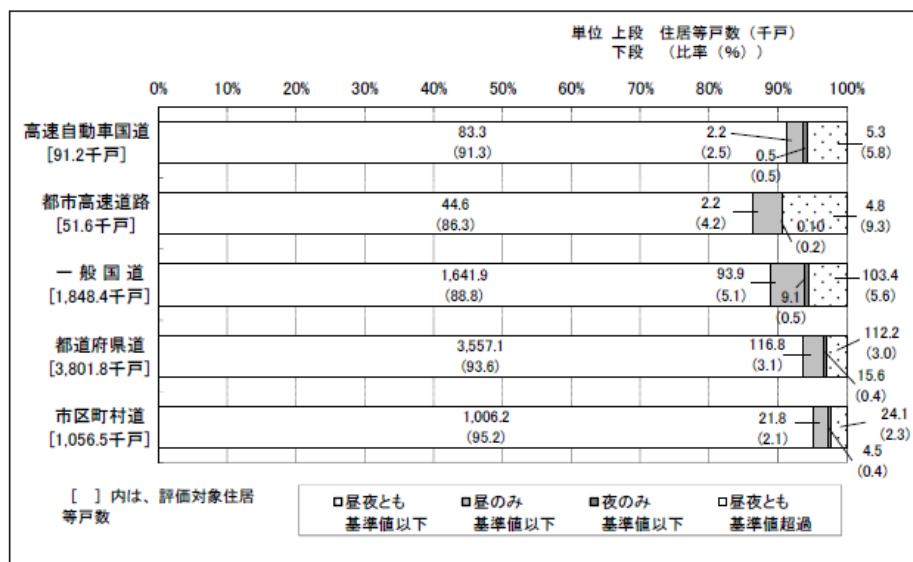 単位 上段 住居等戸数（千戸）
下段 （比率（%））
0% 10% 20% 30% 40% 50% 60% 70% 80% 90% 100%
高速自動車国道
[91.2千戸]
83.3
(91.3)
2.2
(2.5)
0.5
(0.5)
5.3
(5.8)
都市高速道路
[51.6千戸]
44.6
(86.3)
2.2
(4.2)
0.10
(0.2)
4.8
(9.3)
一般国道
[1,848.4千戸]
1,641.9
(88.8)
93.9
(5.1)
9.1
(0.5)
103.4
(5.6)
都道府県道
[3,801.8千戸]
3,557.1
(93.6)
116.8
(3.1)
112.2
(3.0)
15.6
(0.4)
市区町村道
[1,056.5千戸]
1,006.2
(95.2)
21.8
(2.1)
24.1
(2.3)
4.5
(0.4)
[ ]内は、評価対象住居
等戸数
昼夜とも
基準値以下
昼のみ
基準値以下
夜のみ
基準値以下
昼夜とも
基準値超過